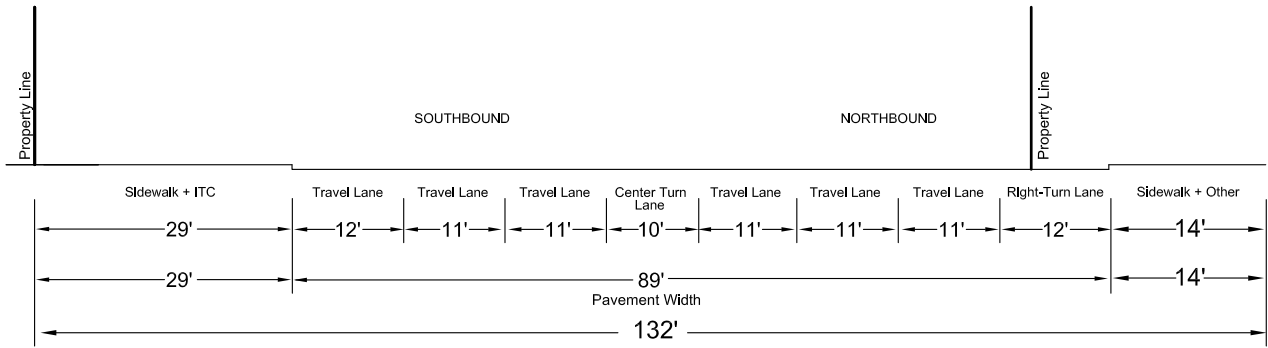 Property Line
SOUTHBOUND
NORTHBOUND
Property Line
Sidewalk + ITC
Travel Lane
Travel Lane
Travel Lane
Center Turn
Lane
Travel Lane
Travel Lane
Travel Lane
Right-Turn Lane
Sidewalk + Other
29'
12'
11'
11'
10'
11'
11'
11'
12'
14'
29'
89'
14'
Pavement Width
132'